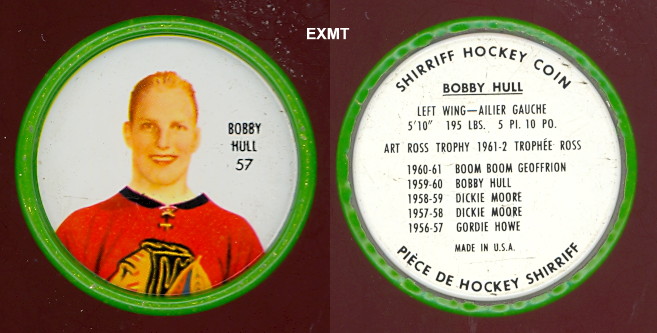 EXMT
BOBBY
HULL
57
SHIRRIFF HOCKEY COIN
BOBBY HULL
LEFT WING—AILIER GAUCHE
5'10" 195 LBS. 5 PI. 10 PO.
ART ROSS TROPHY 1961-2 TROPHÉE ROSS
1960-61 BOOM BOOM GEOFFRION
1959-60 BOBBY HULL
1958-59 DICKIE MOORE
1957-58 DICKIE MOORE
1956-57 GORDIE HOWE
MADE IN U.S.A.
PIÈCE DE HOCKEY SHIRRIFF